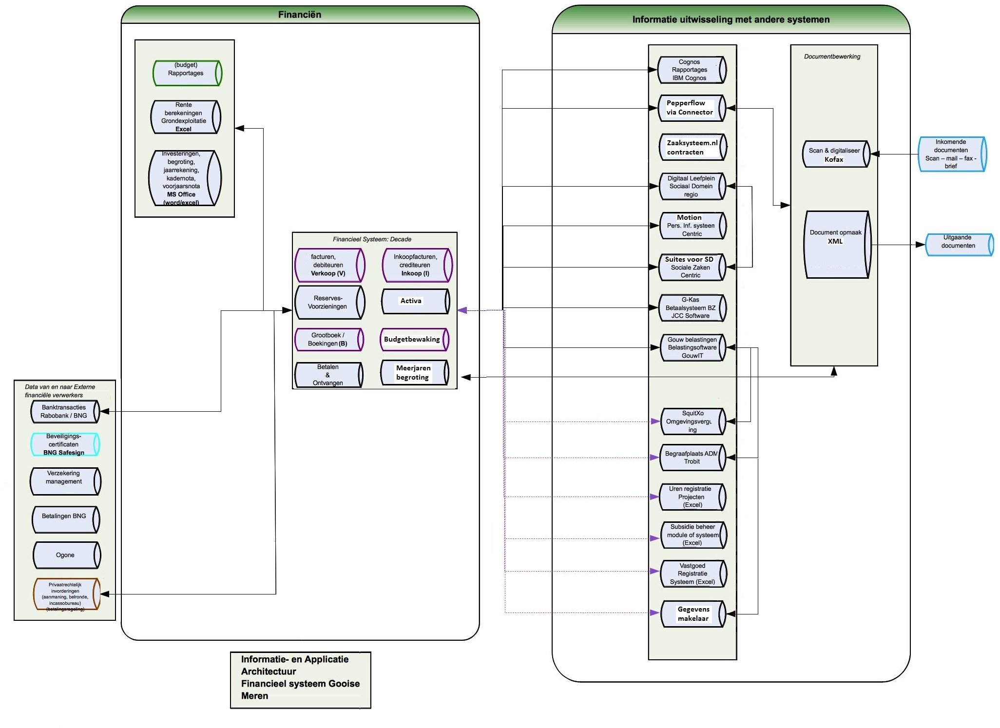 Financiën
(budget)
Rapportages
Rente
berekeningen
Grondexploitatie
Excel
Investeringen,
begroting,
jaarrekening,
kadernota,
voorjaarsnota
MS Office
(word/excel)
Financieel Systeem: Decade
facturen,
debiteuren
Verkoop (V)
Inkoopfacturen,
crediteuren
Inkoop (I)
Reserves-
Voorzieningen
Activa
Grootboek /
Boekingen (B)
Budgetbewaking
Betalen
&
Ontvangen
Meerjaren
begroting
Data van en naar Externe
financiële verwerkers
Banktransacties
Rabobank / BNG
Beveiligings-
certificaten
BNG Safesign
Verzekering
management
Betalingen BNG
Ogone
Privaatrechtelijk
invorderingen
(aanmaning, belronde,
incassobureau)
(betalingsregeling)
Informatie- en Applicatie
Architectuur
Financieel systeem Gooise
Meren
Informatie uitwisseling met andere systemen
Cognos
Rapportages
IBM Cognos
Pepperflow
via Connector
Zaaksysteem.nl
contracten
Digitaal Leefplein
Sociaal Domein
regio
Motion
Pers. Inf. systeem
Centric
Suites voor SD
Sociale Zaken
Centric
G-Kas
Betaalsysteem BZ
JCC Software
Gouw belastingen
Belastingsoftware
GouwIT
SquitXo
Omgevingsvergu
ing
Begraafplaats ADM
Trobit
Uren registratie
Projecten
(Excel)
Subsidie beheer
module of systeem
(Excel)
Vastgoed
Registratie
Systeem (Excel)
Gegevens
makelaar
Documentbewerking
Scan & digitaliseer
Kofax
Document opmaak
XML
Inkomende
documenten
Scan – mail – fax -
brief
Uitgaande
documenten